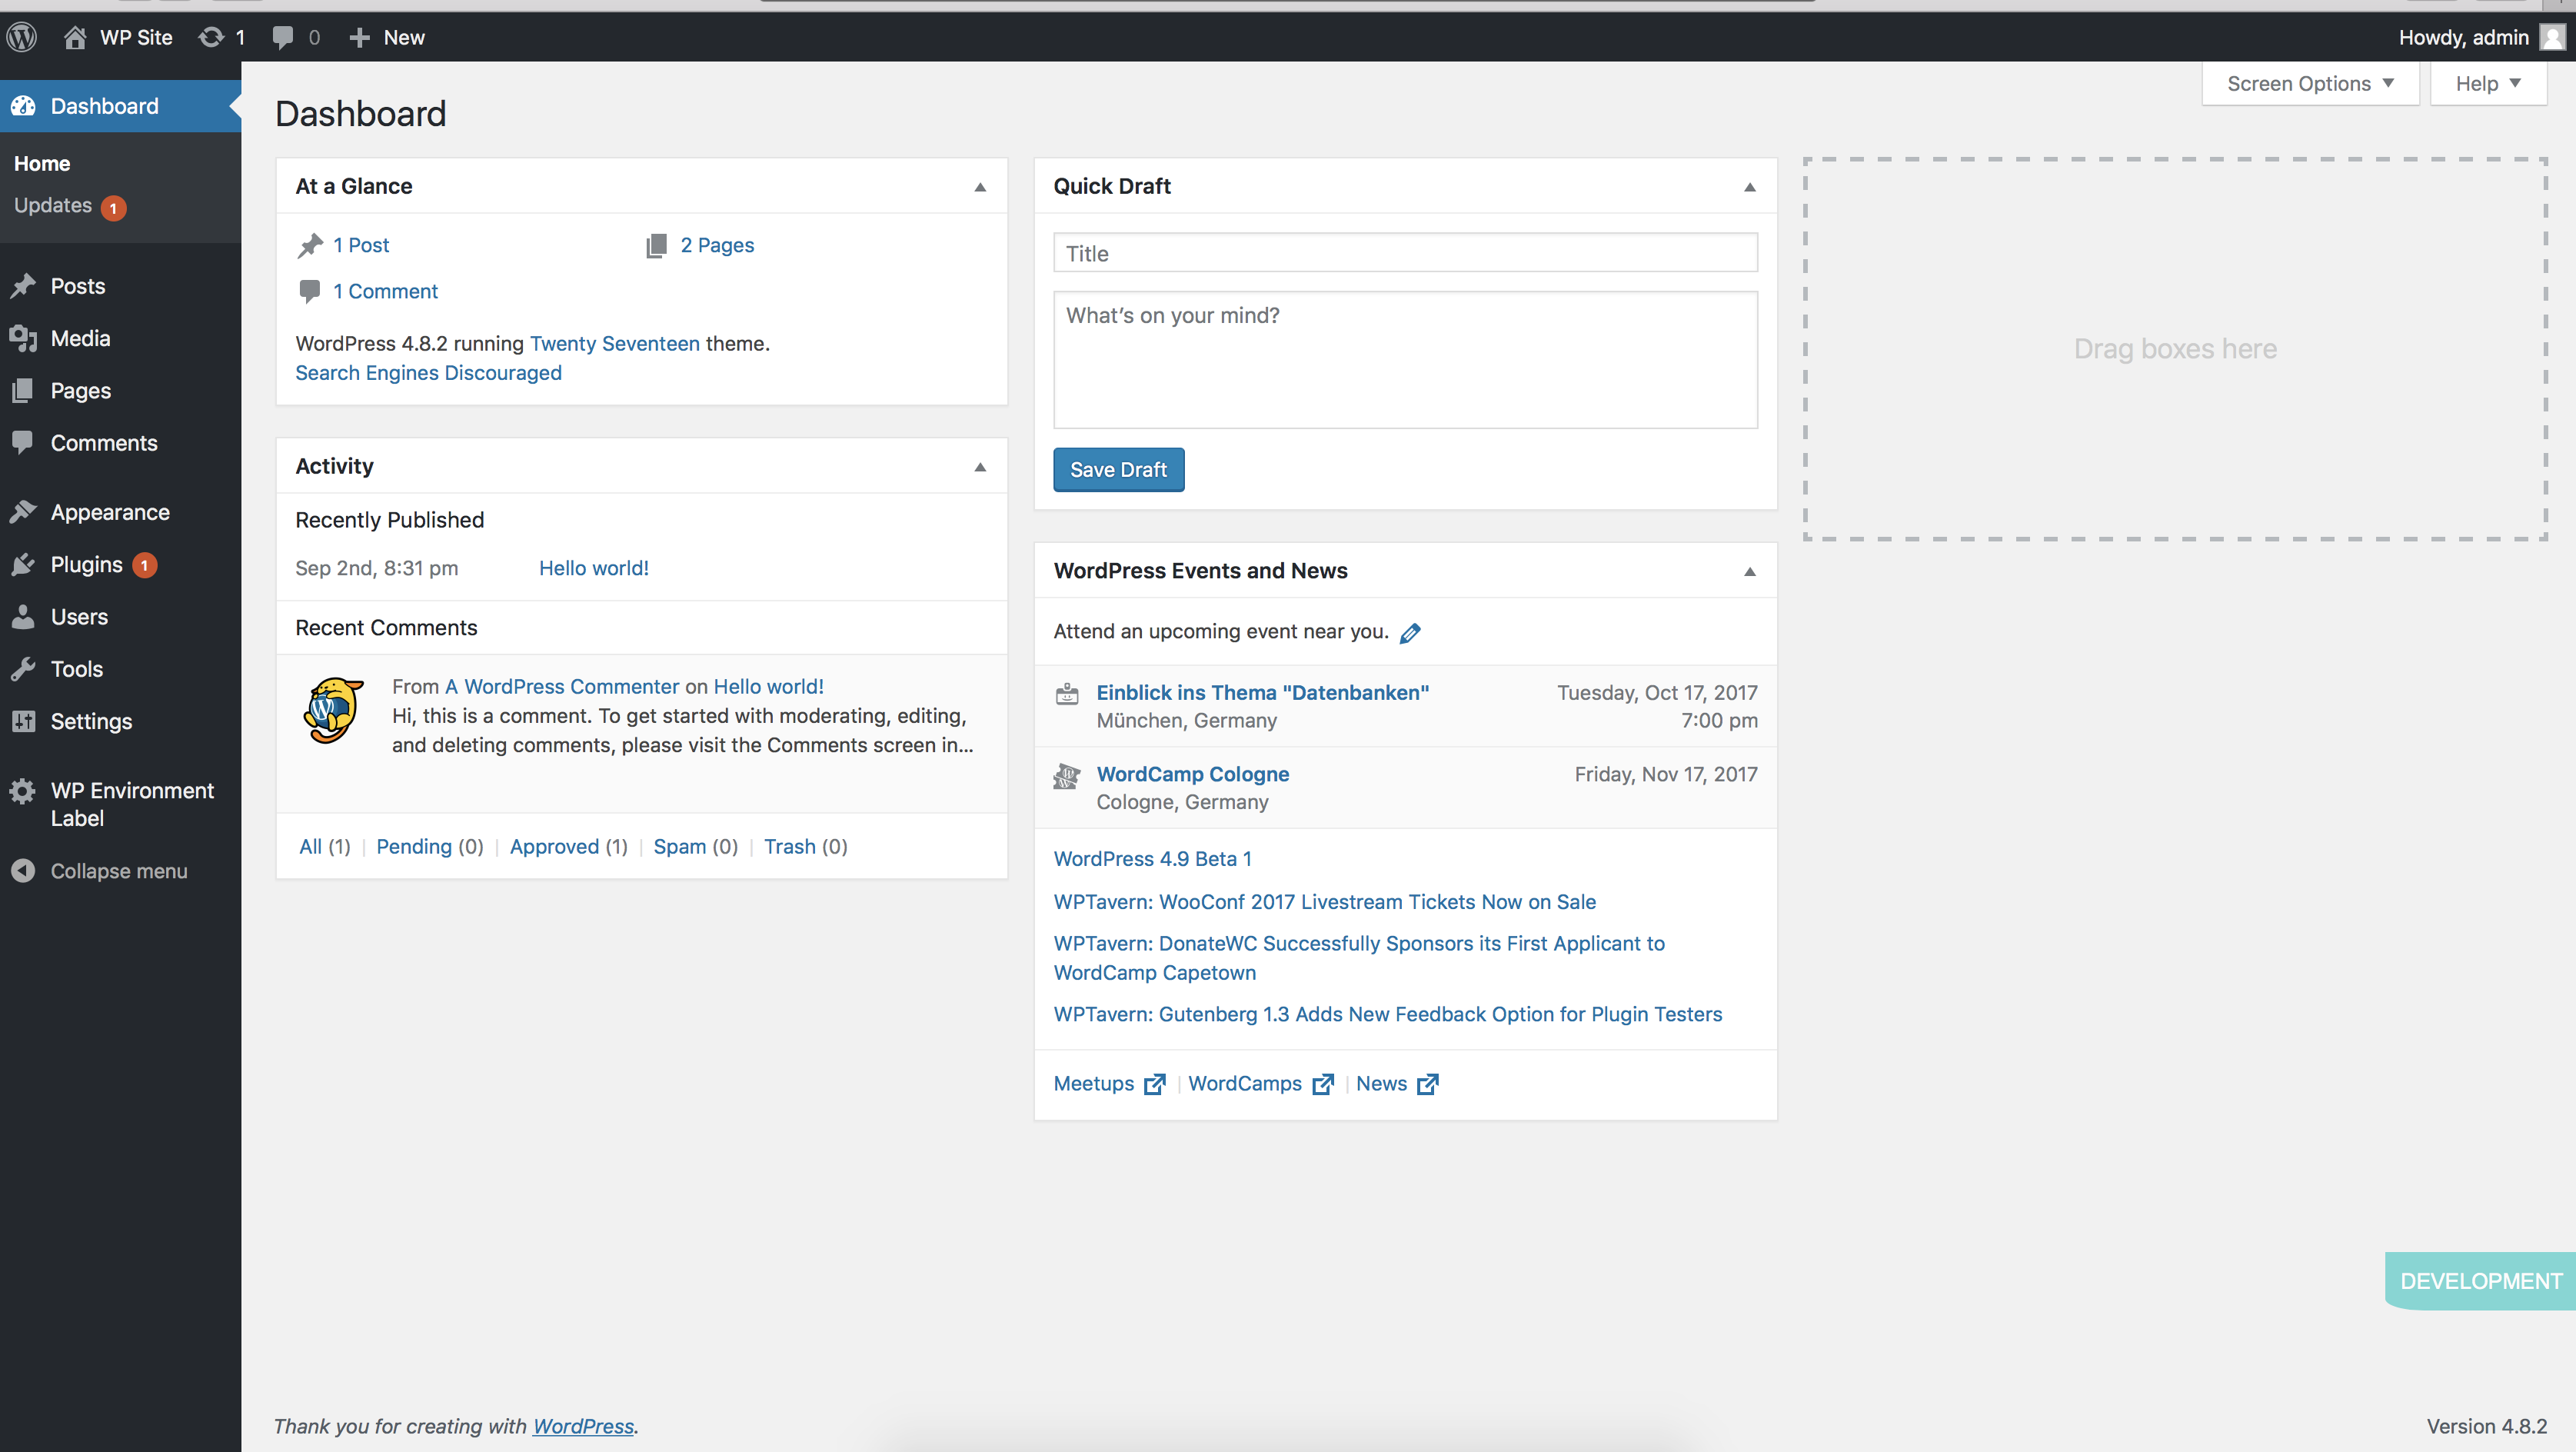 WP Site 1 0 New Howdy, admin
Screen Options Help
Dashboard
Home
Updates 1
Posts
Media
Pages
Comments
Appearance
Plugins 1
Users
Tools
Settings
WP Environment
Label
Collapse menu
Dashboard
At a Glance
1 Post 2 Pages
1 Comment
WordPress 4.8.2 running Twenty Seventeen theme.
Search Engines Discouraged
Activity
Recently Published
Sep 2nd, 8:31 pm Hello world!
Recent Comments
From A WordPress Commenter on Hello world!
Hi, this is a comment. To get started with moderating, editing,
and deleting comments, please visit the Comments screen in...
All (1) | Pending (0) | Approved (1) | Spam (0) | Trash (0)
Quick Draft
Title
What's on your mind?
Save Draft
WordPress Events and News
Attend an upcoming event near you.
Einblick ins Thema "Datenbanken" Tuesday, Oct 17, 2017
München, Germany 7:00 pm
WordCamp Cologne Friday, Nov 17, 2017
Cologne, Germany
WordPress 4.9 Beta 1
WPTavern: WooConf 2017 Livestream Tickets Now on Sale
WPTavern: DonateWC Successfully Sponsors its First Applicant to
WordCamp Capetown
WPTavern: Gutenberg 1.3 Adds New Feedback Option for Plugin Testers
Meetups | WordCamps | News
Drag boxes here
DEVELOPMENT
Thank you for creating with WordPress. Version 4.8.2